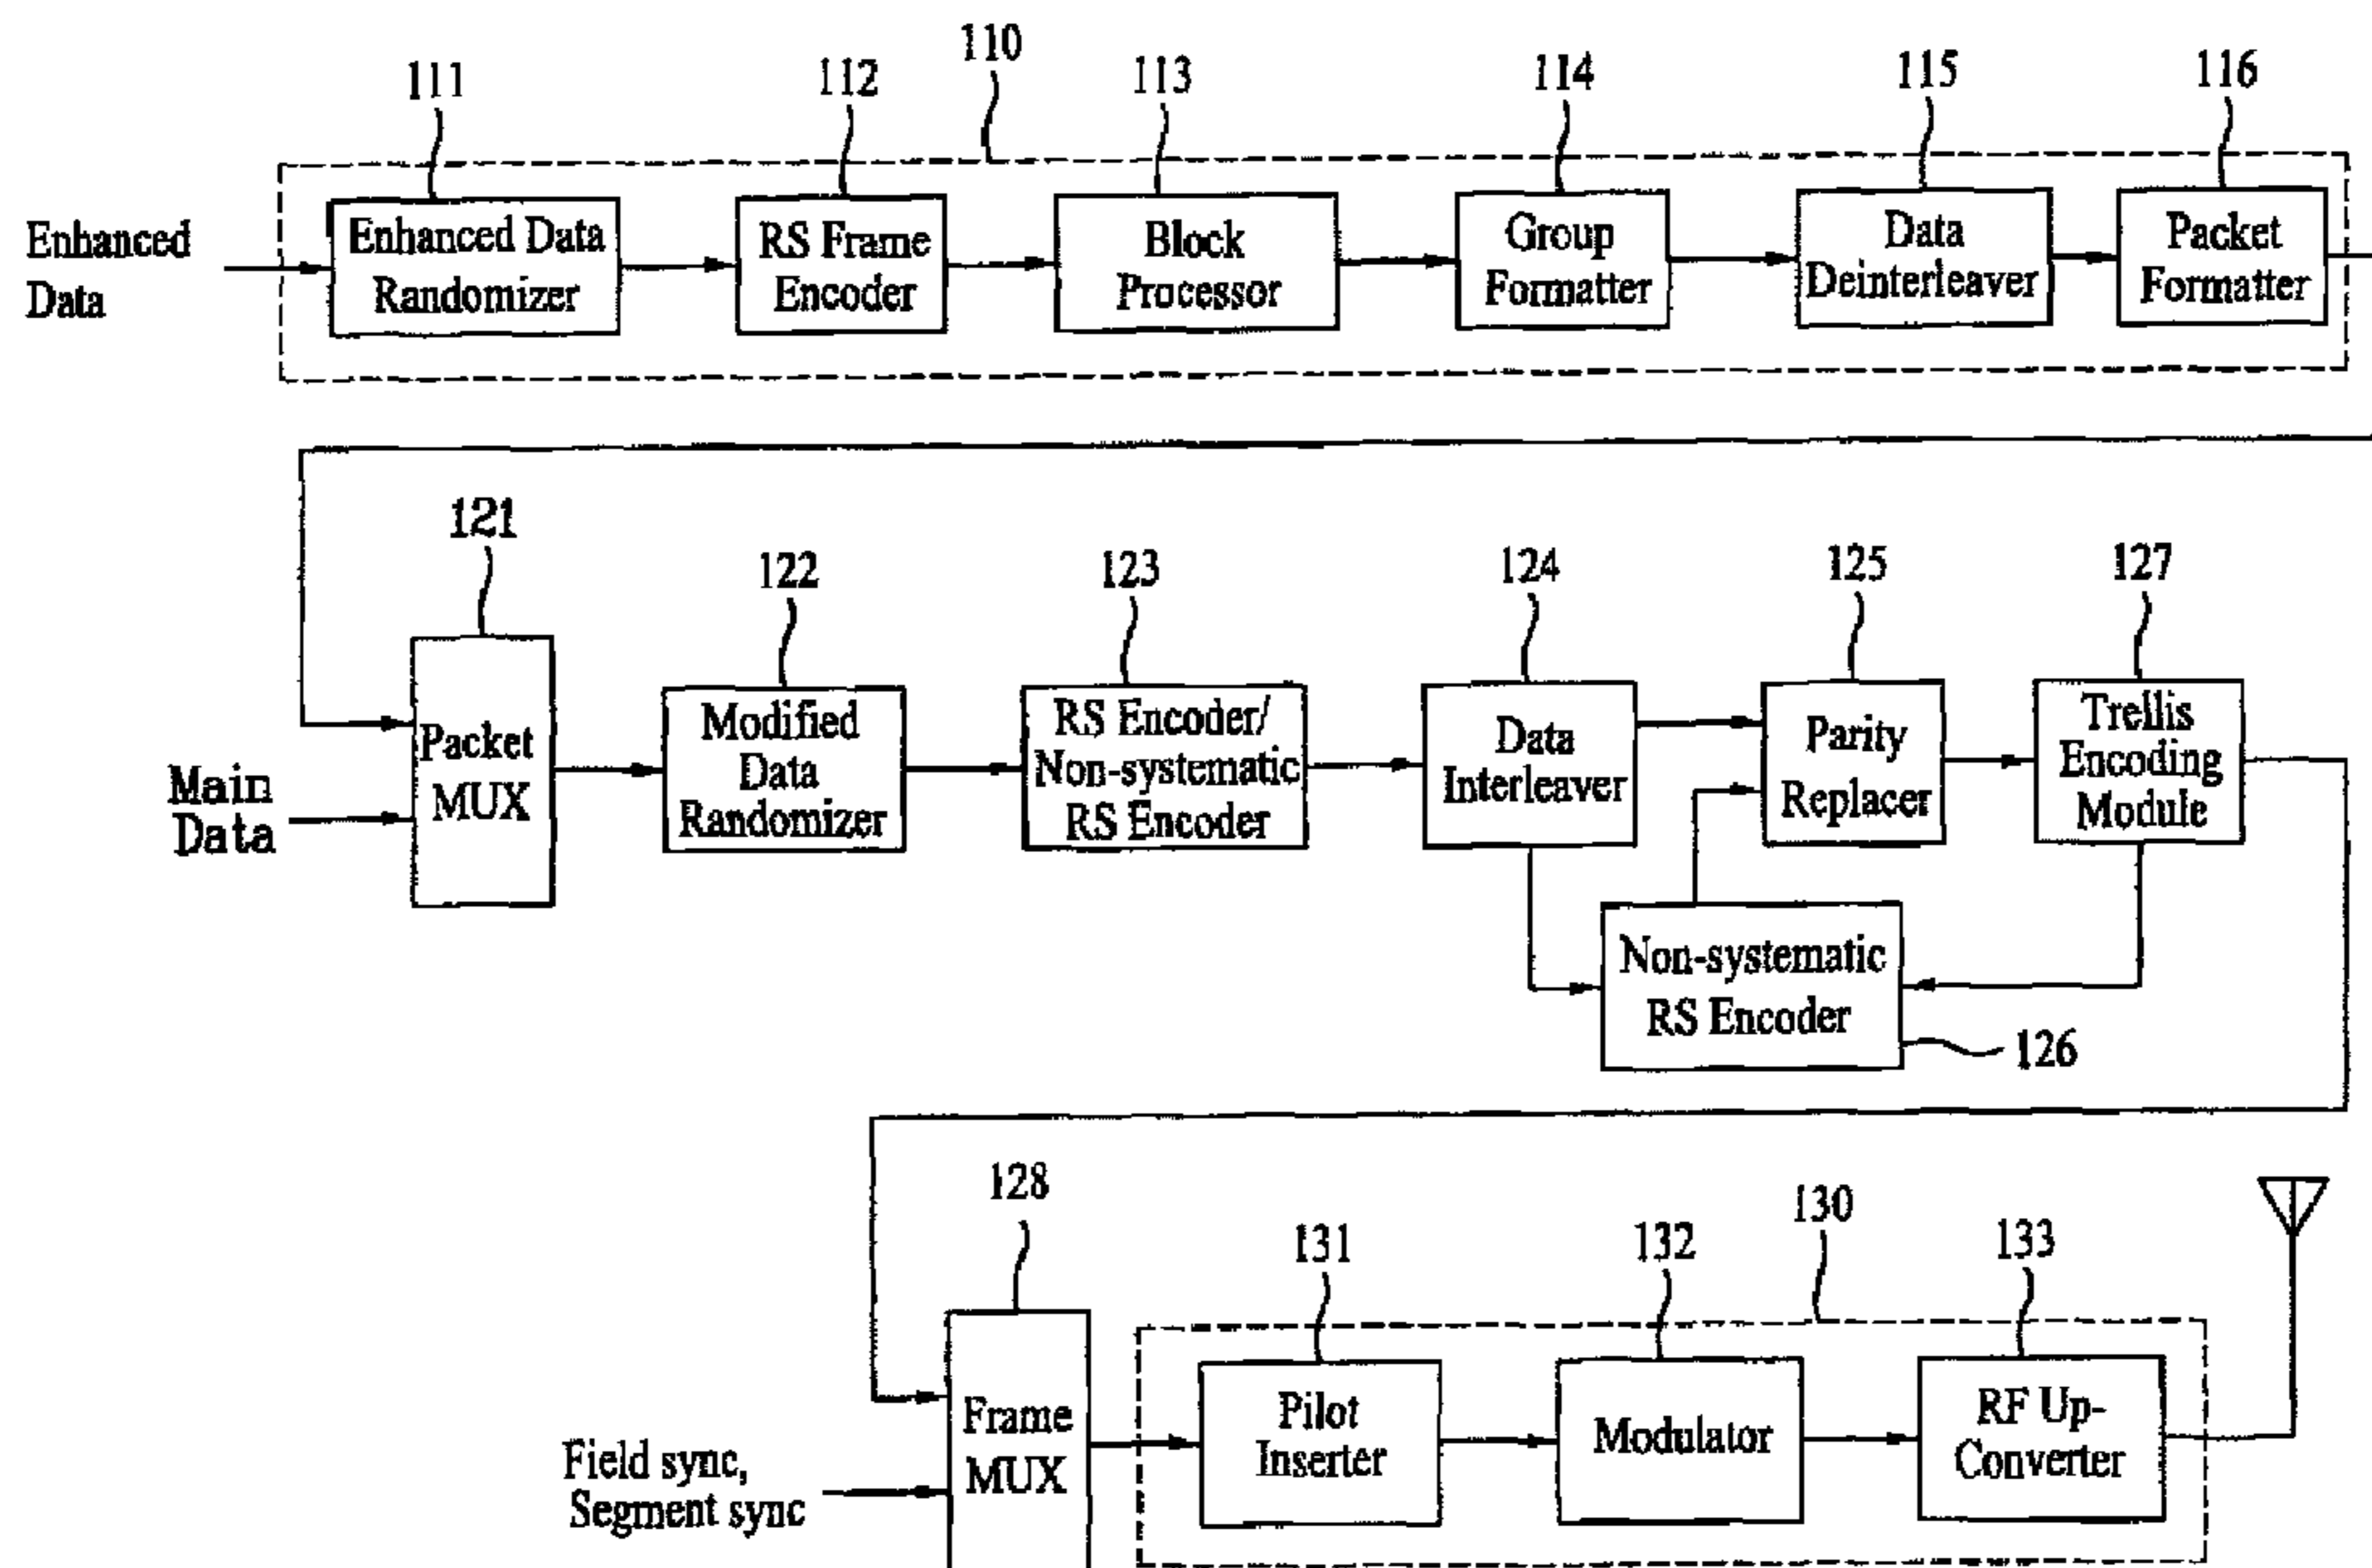 110
111
112
113
114
115
116
Enhanced
Data
Enhanced Data
Randomizer
RS Frame
Encoder
Block
Processor
Group
Formatter
Data
Deinterleaver
Packet
Formatter
121
122
123
124
125
127
Main
Data
Packet
MUX
Modified
Data
Randomizer
RS Encoder/
Non-systematic
RS Encoder
Data
Interleaver
Parity
Replacer
Trellis
Encoding
Module
Non-systematic
RS Encoder
126
128
131
132
130
133
Field sync,
Segment sync
Frame
MUX
Pilot
Inserter
Modulator
RF Up-
Converter